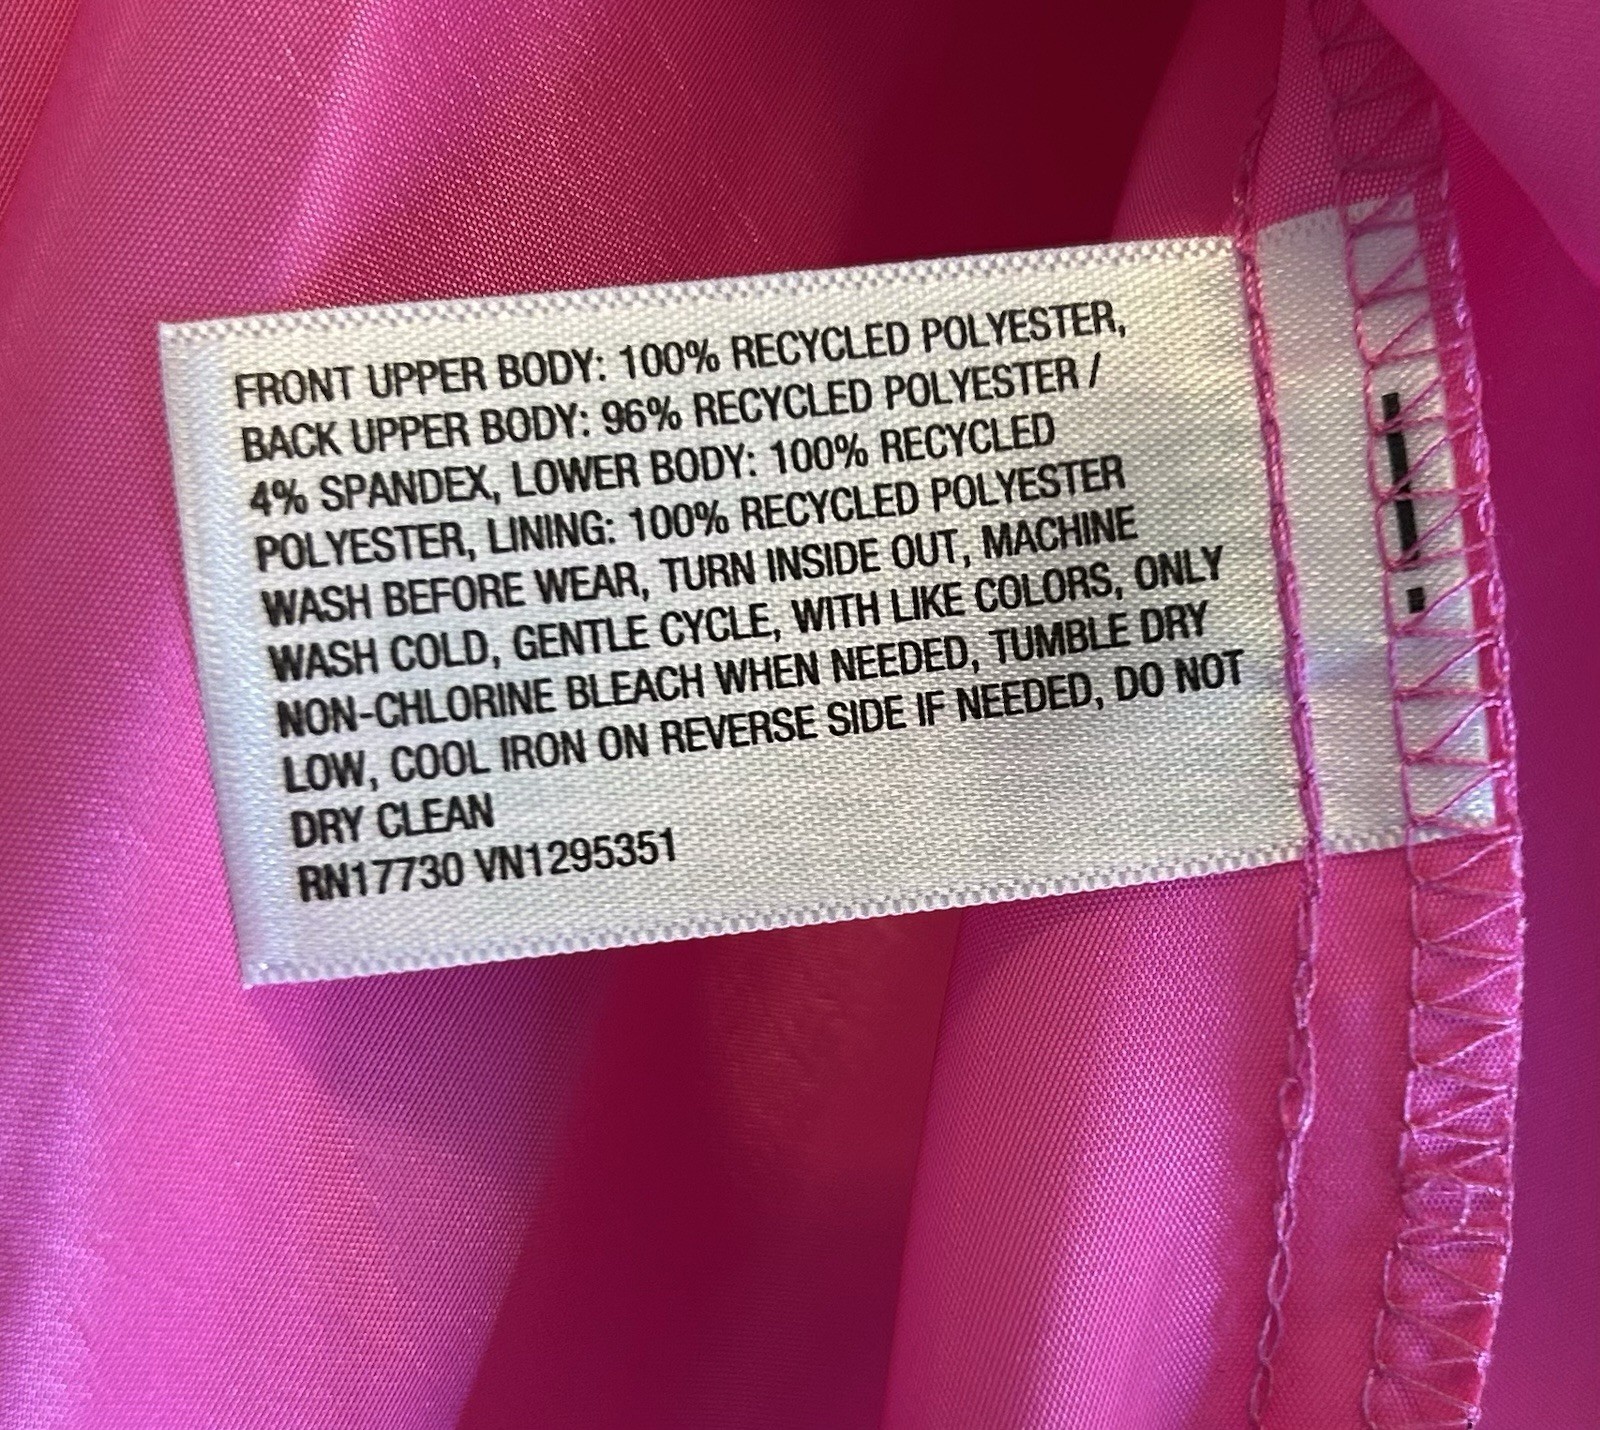 FRONT UPPER BODY: 100% RECYCLED POLYESTER,
BACK UPPER BODY: 96% RECYCLED POLYESTER /
4% SPANDEX, LOWER BODY: 100% RECYCLED
POLYESTER, LINING: 100% RECYCLED POLYESTER
WASH BEFORE WEAR, TURN INSIDE OUT, MACHINE
WASH COLD, GENTLE CYCLE, WITH LIKE COLORS, ONLY
NON-CHLORINE BLEACH WHEN NEEDED, TUMBLE DRY
LOW, COOL IRON ON REVERSE SIDE IF NEEDED, DO NOT
DRY CLEAN
RN17730 VN1295351